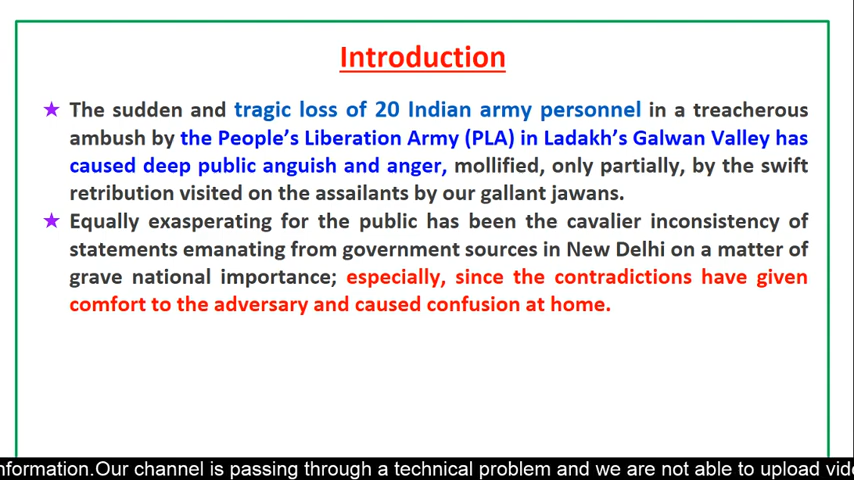 Introduction
The sudden and tragic loss of 20 Indian army personnel in a treacherous
ambush by the People's Liberation Army (PLA) in Ladakh's Galwan Valley has
caused deep public anguish and anger, mollified, only partially, by the swift
retribution visited on the assailants by our gallant jawans.
Equally exasperating for the public has been the cavalier inconsistency of
statements emanating from government sources in New Delhi on a matter of
grave national importance; especially, since the contradictions have given
comfort to the adversary and caused confusion at home.
nformation.Our channel is passing through a technical problem and we are not able to upload vid